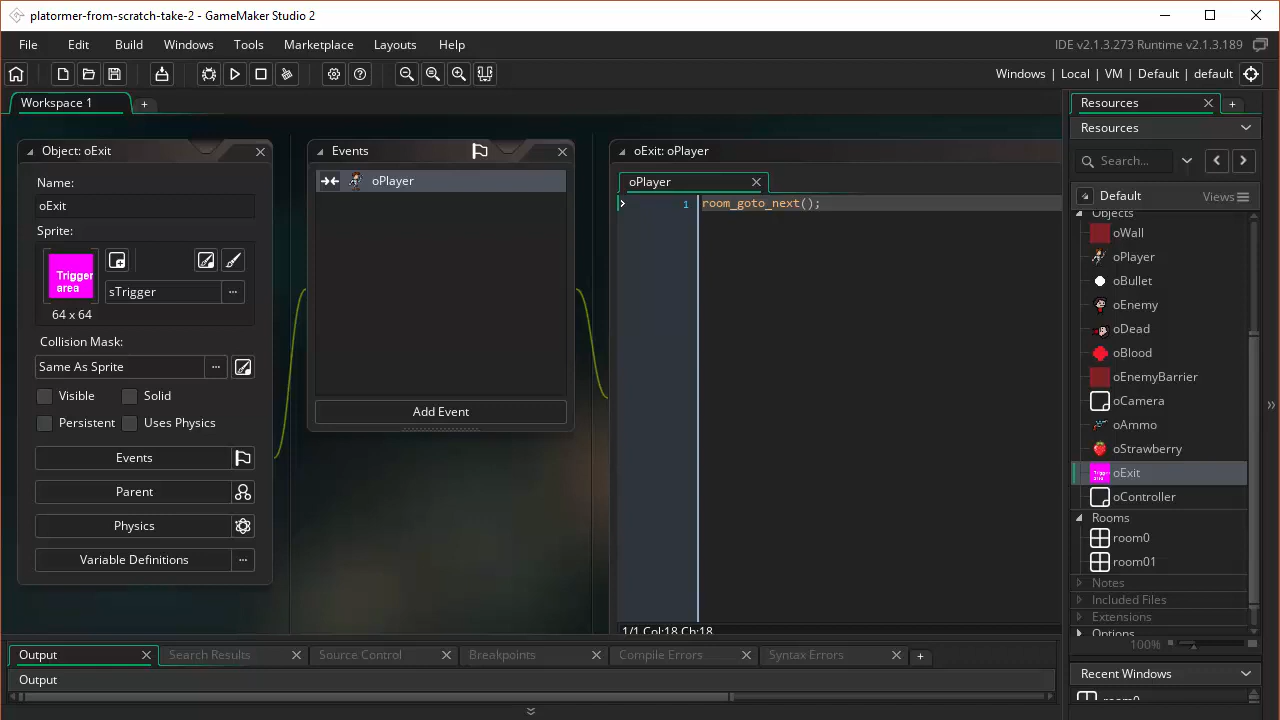 platormer-from-scratch-take-2 - GameMaker Studio 2
File Edit Build Windows Tools Marketplace Layouts Help
IDE v2.1.3.273 Runtime v2.1.3.189
Windows | Local | VM | Default | default
Workspace 1
Object: oExit
Name:
oExit
Sprite:
Trigger
area
sTrigger
64 x 64
Collision Mask:
Same As Sprite
Visible
Solid
Persistent
Uses Physics
Events
Parent
Physics
Variable Definitions
Events
oPlayer
Add Event
oExit: oPlayer
oPlayer
1 room_goto_next();
1/1 Col:18 Ch:18
Resources
Resources
Search...
Default
Views
Objects
oWall
oPlayer
oBullet
oEnemy
oDead
oBlood
oEnemyBarrier
oCamera
oAmmo
oStrawberry
oExit
oController
Rooms
room0
room01
Notes
Included Files
Extensions
Options
100%
Recent Windows
room0
Output
Search Results
Source Control
Breakpoints
Compile Errors
Syntax Errors
Output